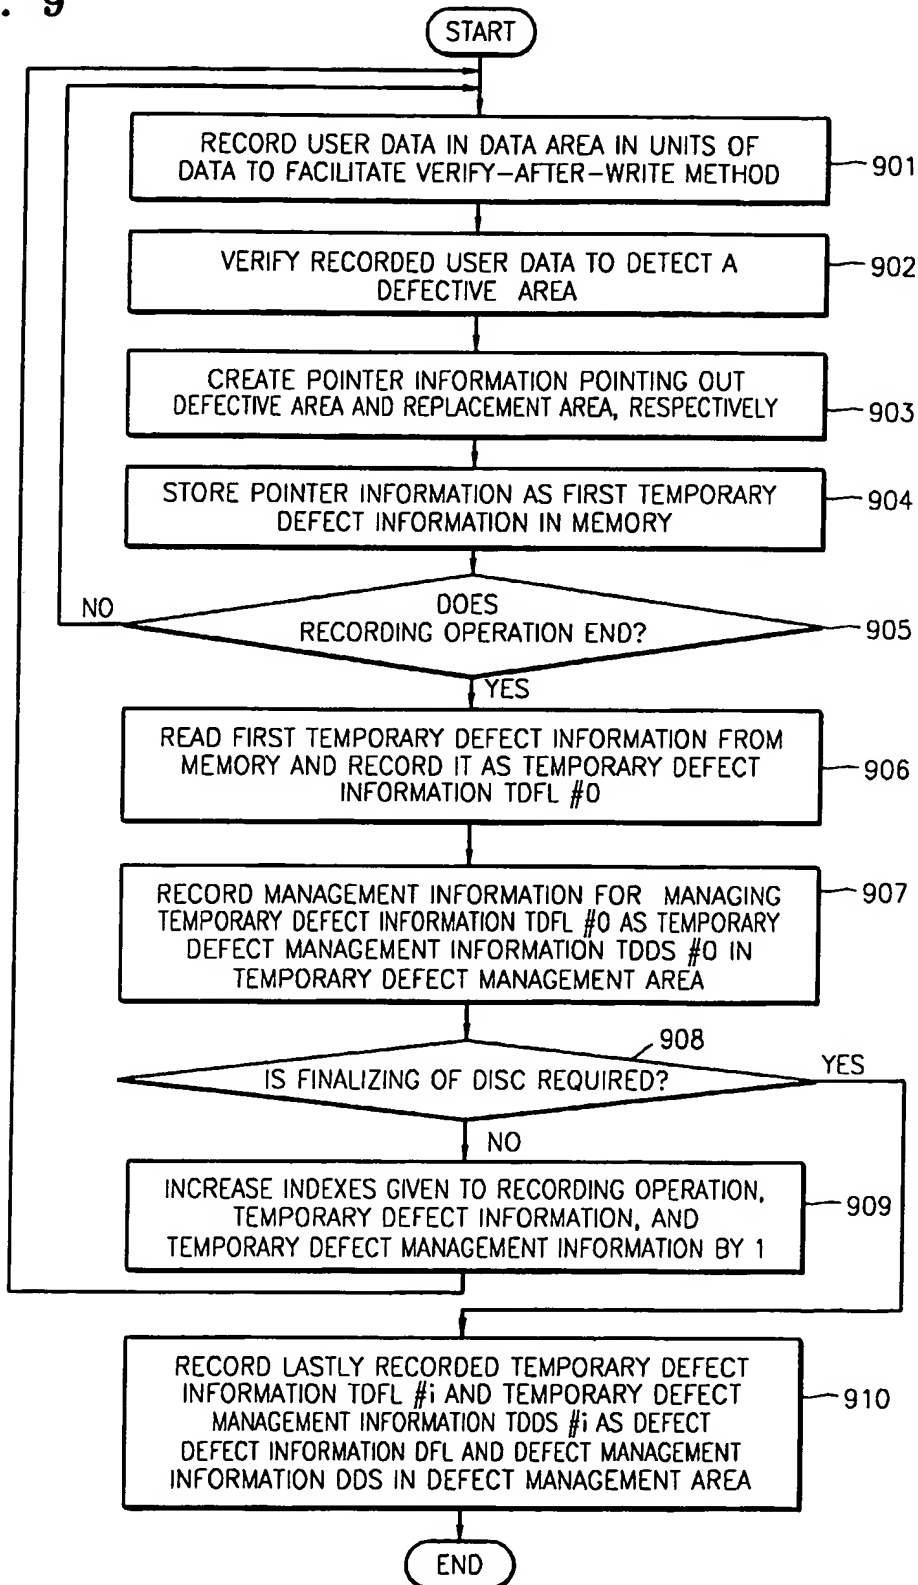 . 9
START
RECORD USER DATA IN DATA AREA IN UNITS OF
DATA TO FACILITATE VERIFY-AFTER-WRITE METHOD
901
VERIFY RECORDED USER DATA TO DETECT A
DEFECTIVE AREA
902
CREATE POINTER INFORMATION POINTING OUT
DEFECTIVE AREA AND REPLACEMENT AREA, RESPECTIVELY
903
STORE POINTER INFORMATION AS FIRST TEMPORARY
DEFECT INFORMATION IN MEMORY
904
NO
DOES
RECORDING OPERATION END?
905
YES
READ FIRST TEMPORARY DEFECT INFORMATION FROM
MEMORY AND RECORD IT AS TEMPORARY DEFECT
INFORMATION TDFL #0
906
RECORD MANAGEMENT INFORMATION FOR MANAGING
TEMPORARY DEFECT INFORMATION TDFL #0 AS TEMPORARY
DEFECT MANAGEMENT INFORMATION TDDS #0 IN
TEMPORARY DEFECT MANAGEMENT AREA
907
908
IS FINALIZING OF DISC REQUIRED?
YES
NO
INCREASE INDEXES GIVEN TO RECORDING OPERATION,
TEMPORARY DEFECT INFORMATION, AND
TEMPORARY DEFECT MANAGEMENT INFORMATION BY 1
909
RECORD LASTLY RECORDED TEMPORARY DEFECT
INFORMATION TDFL #i AND TEMPORARY DEFECT
MANAGEMENT INFORMATION TDDS #i AS DEFECT
DEFECT INFORMATION DFL AND DEFECT MANAGEMENT
INFORMATION DDS IN DEFECT MANAGEMENT AREA
910
END